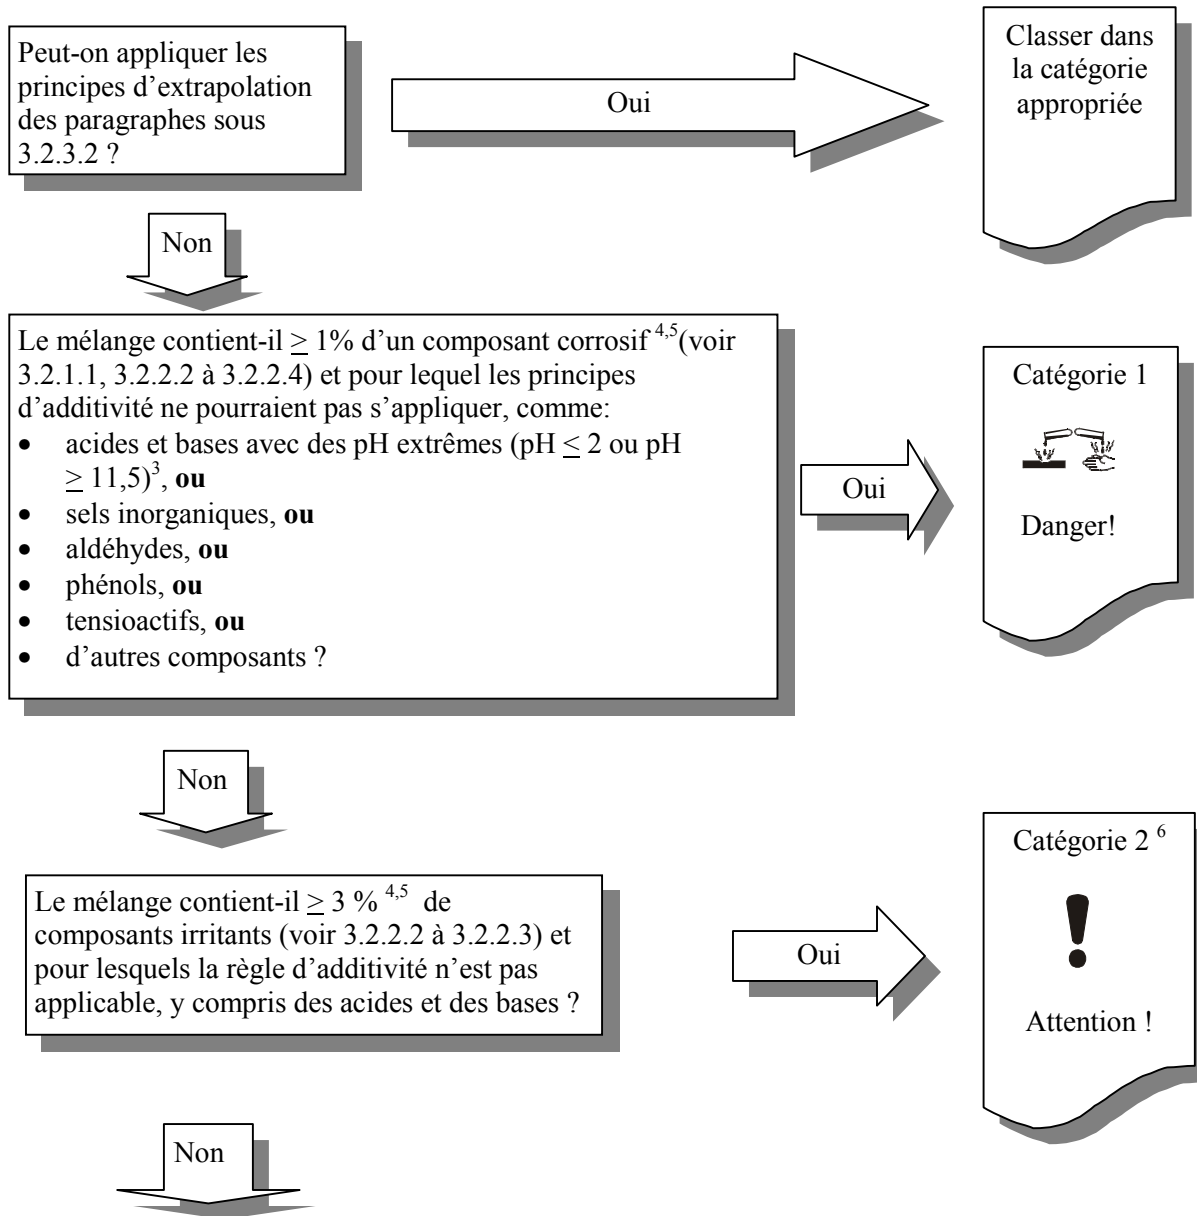 Peut-on appliquer les
principes d'extrapolation
des paragraphes sous
3.2.3.2 ?
Oui
Classer dans
la catégorie
appropriée
Non
Le mélange contient-il ≥ 1% d'un composant corrosif 4,5(voir
3.2.1.1, 3.2.2.2 à 3.2.2.4) et pour lequel les principes
d'additivité ne pourraient pas s'appliquer, comme:
• acides et bases avec des pH extrêmes (pH ≤ 2 ou pH
≥ 11,5)3, ou
• sels inorganiques, ou
• aldéhydes, ou
• phénols, ou
• tensioactifs, ou
• d'autres composants ?
Oui
Catégorie 1
Danger!
Non
Le mélange contient-il ≥ 3 % 4,5 de
composants irritants (voir 3.2.2.2 à 3.2.2.3) et
pour lesquels la règle d'additivité n'est pas
applicable, y compris des acides et des bases ?
Oui
Catégorie 2 6
Attention !
Non